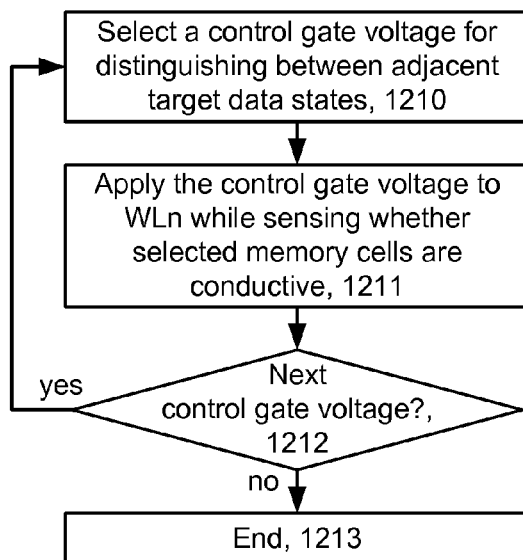 Select a control gate voltage for
distinguishing between adjacent
target data states, 1210
Apply the control gate voltage to
WLn while sensing whether
selected memory cells are
conductive, 1211
yes
Next
control gate voltage?,
1212
no
End, 1213